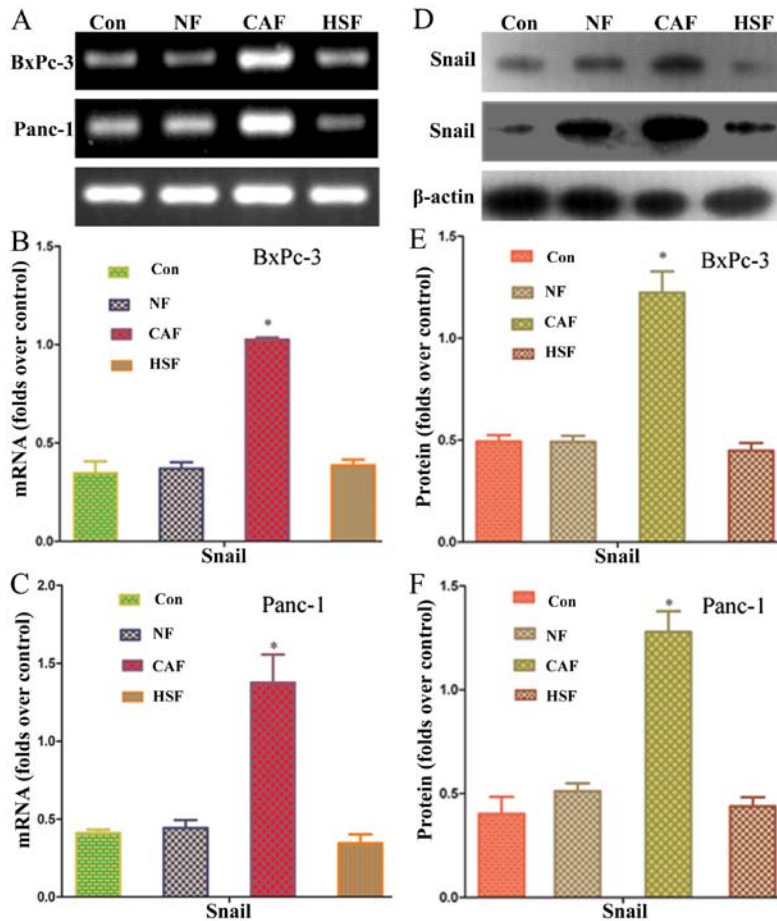 A
Con NF CAF HSF
BxPc-3
Panc-1
D
Con NF CAF HSF
Snail
Snail
β-actin
B
mRNA (folds over control)
1.5
1.0
0.5
0.0
BxPc-3
Con
NF
CAF
HSF
*
Snail
E
Protein (folds over control)
1.5
1.0
0.5
0.0
BxPc-3
Con
NF
CAF
HSF
*
Snail
C
mRNA (folds over control)
2.0
1.5
1.0
0.5
0.0
Panc-1
Con
NF
CAF
HSF
*
Snail
F
Protein (folds over control)
1.5
1.0
0.5
0.0
Panc-1
Con
NF
CAF
HSF
*
Snail